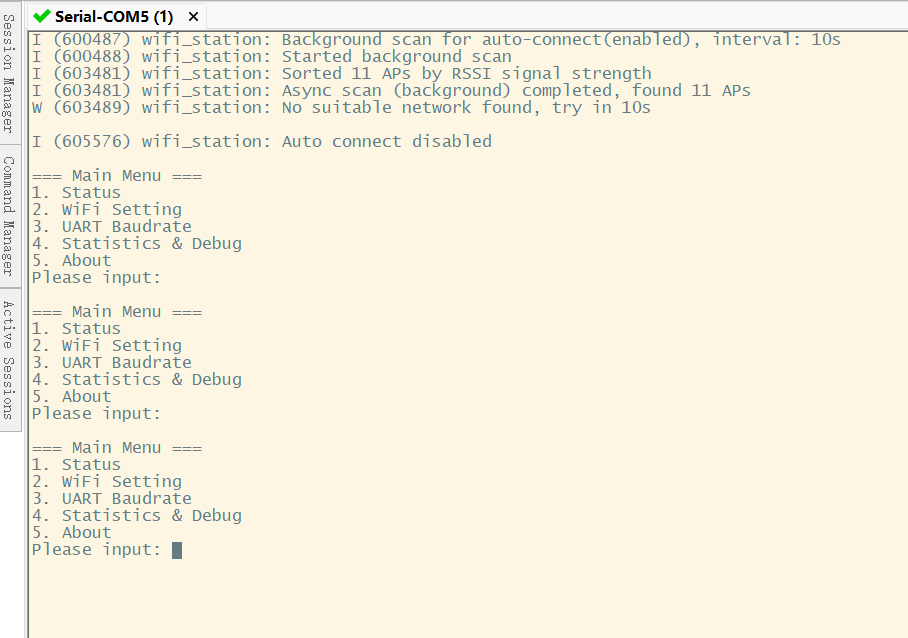 Serial-COM5 (1) ×
Session Manager
Command Manager
Active Sessions
I (600487) wifi_station: Background scan for auto-connect(enabled), interval: 10s
I (600488) wifi_station: Started background scan
I (603481) wifi_station: Sorted 11 APs by RSSI signal strength
I (603481) wifi_station: Async scan (background) completed, found 11 APs
W (603489) wifi_station: No suitable network found, try in 10s
I (605576) wifi_station: Auto connect disabled
=== Main Menu ===
1. Status
2. WiFi Setting
3. UART Baudrate
4. Statistics & Debug
5. About
Please input:
=== Main Menu ===
1. Status
2. WiFi Setting
3. UART Baudrate
4. Statistics & Debug
5. About
Please input:
=== Main Menu ===
1. Status
2. WiFi Setting
3. UART Baudrate
4. Statistics & Debug
5. About
Please input: